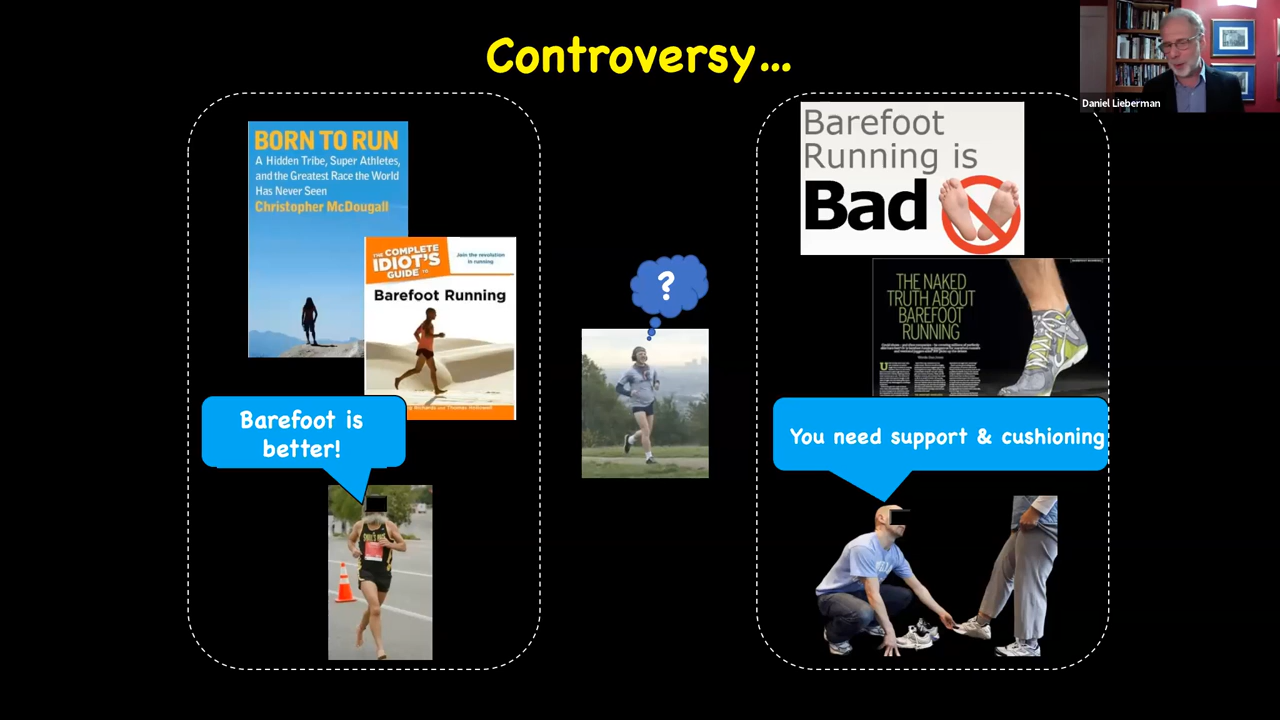 Controversy...
Daniel Lieberman
BORN TO RUN
A Hidden Tribe, Super Athletes,
and the Greatest Race the World
Has Never Seen
Christopher McDougall
THE COMPLETE
IDIOT'S
GUIDE TO
Join the revolution
in running
Barefoot Running
Barefoot is
better!
?
Barefoot
Running is
Bad
THE NAKED
TRUTH ABOUT
BAREFOOT
RUNNING
You need support & cushioning